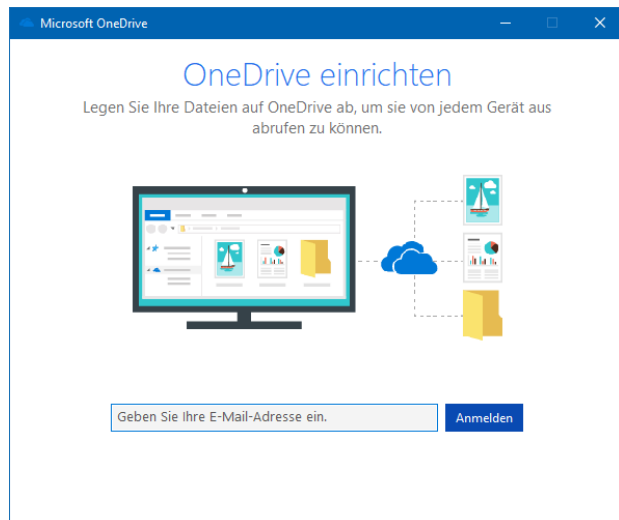 Microsoft OneDrive
OneDrive einrichten
Legen Sie Ihre Dateien auf OneDrive ab, um sie von jedem Gerät aus
abrufen zu können.
Geben Sie Ihre E-Mail-Adresse ein.
Anmelden